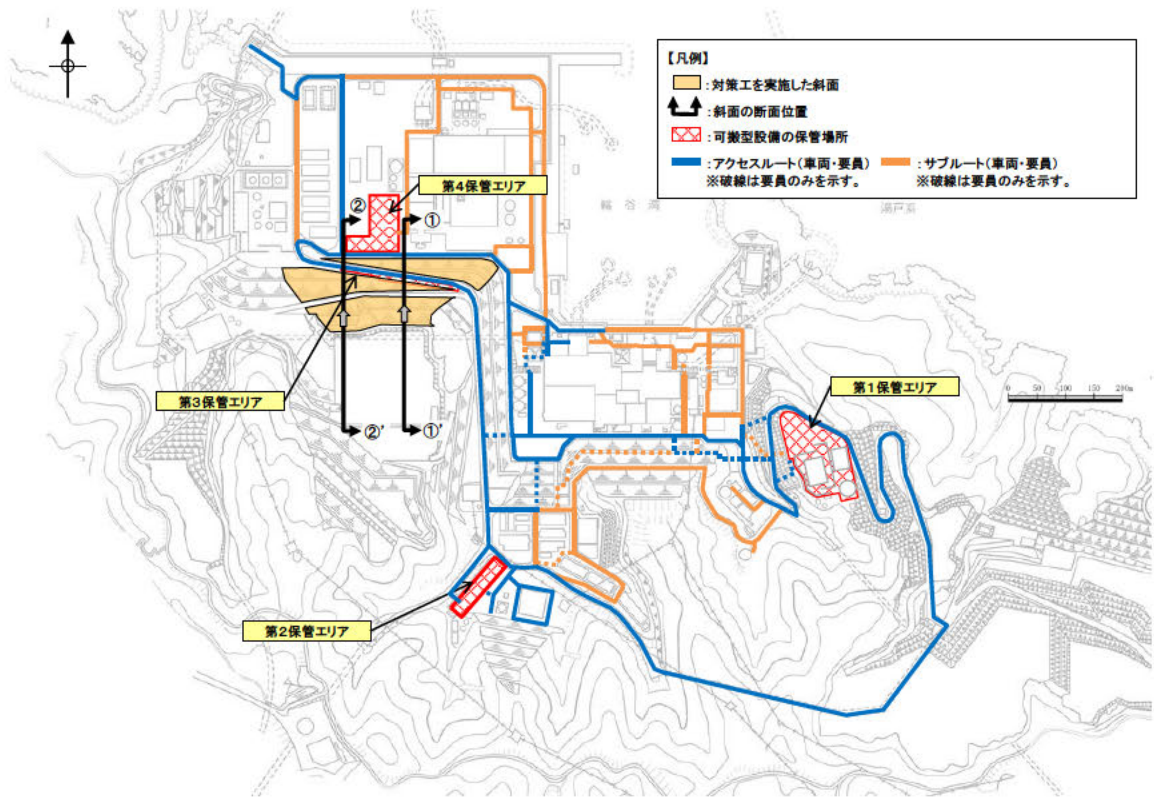 【凡例】
:対策工を実施した斜面
:斜面の断面位置
:可搬型設備の保管場所
:アクセスルート(車両・要員)
※破線は要員のみを示す。
:サブルート(車両・要員)
※破線は要員のみを示す。
第4保管エリア
②
①
輪谷湾
0 50 100 150 200m
第1保管エリア
第3保管エリア
②'
①'
第2保管エリア